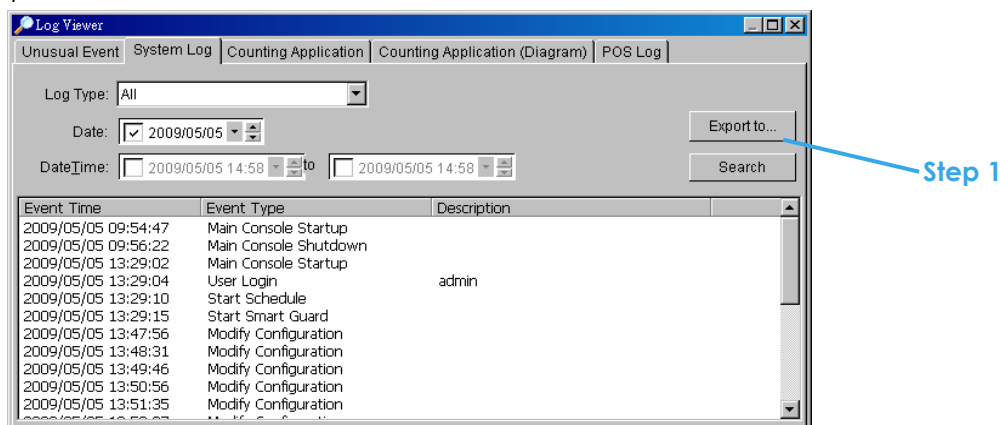 Log Viewer
Unusual Event System Log Counting Application Counting Application (Diagram) POS Log
Log Type: All
Date: 2009/05/05 Export to...
DateTime: 2009/05/05 14:58 to 2009/05/05 14:58 Search
Step 1
Event Time Event Type Description
2009/05/05 09:54:47 Main Console Startup
2009/05/05 09:56:22 Main Console Shutdown
2009/05/05 13:29:02 Main Console Startup
2009/05/05 13:29:04 User Login admin
2009/05/05 13:29:10 Start Schedule
2009/05/05 13:29:15 Start Smart Guard
2009/05/05 13:47:56 Modify Configuration
2009/05/05 13:48:31 Modify Configuration
2009/05/05 13:49:46 Modify Configuration
2009/05/05 13:50:56 Modify Configuration
2009/05/05 13:51:35 Modify Configuration